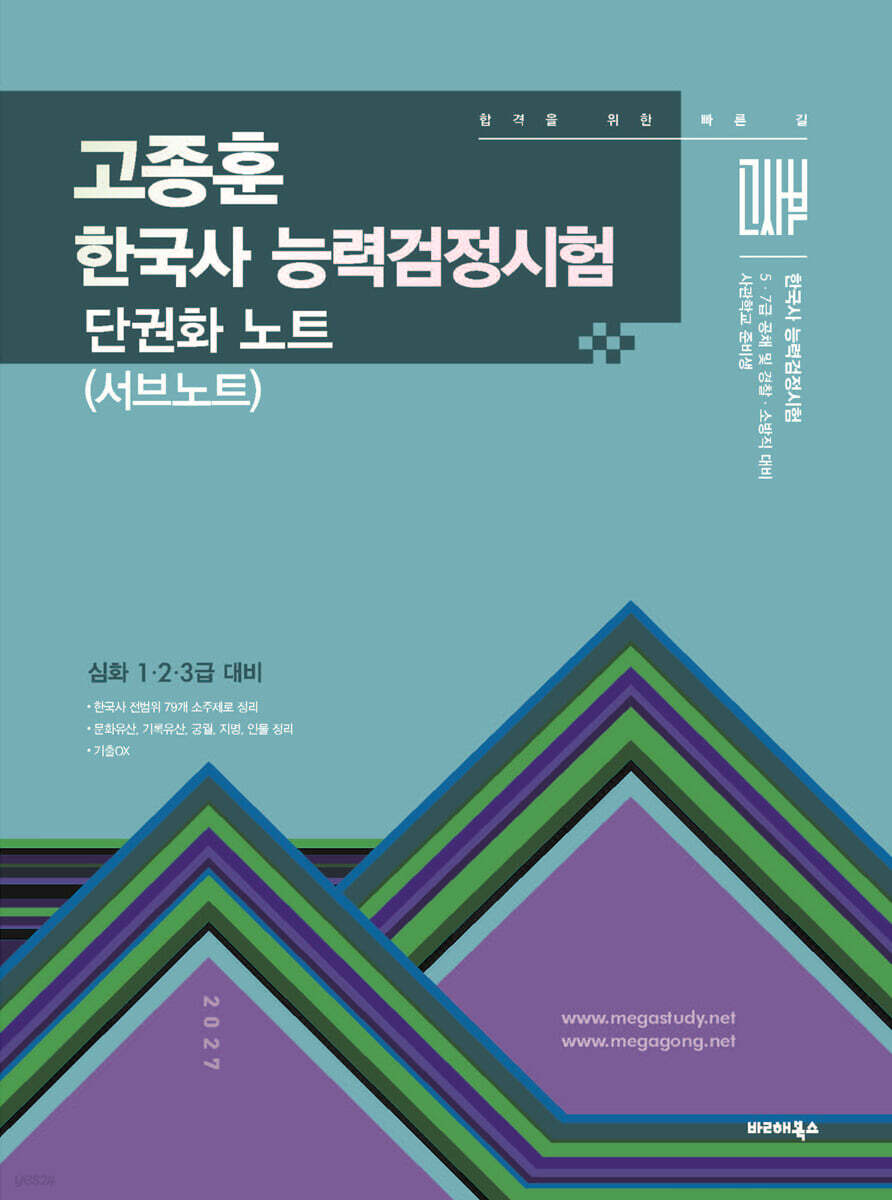 합격을 위한 빠른 길
고종훈
한국사 능력검정시험
단권화 노트
(서브노트)
한국사 능력검정시험
5·7급 공채 및 경찰·소방직 대비
사관학교 준비생
심화 1·2·3급 대비
• 한국사 전범위 79개 소주제로 정리
• 문화유산, 기록유산, 궁궐, 지명, 인물 정리
• 기출OX
2027
www.megastudy.net
www.megagong.net
바른해북스
yes24